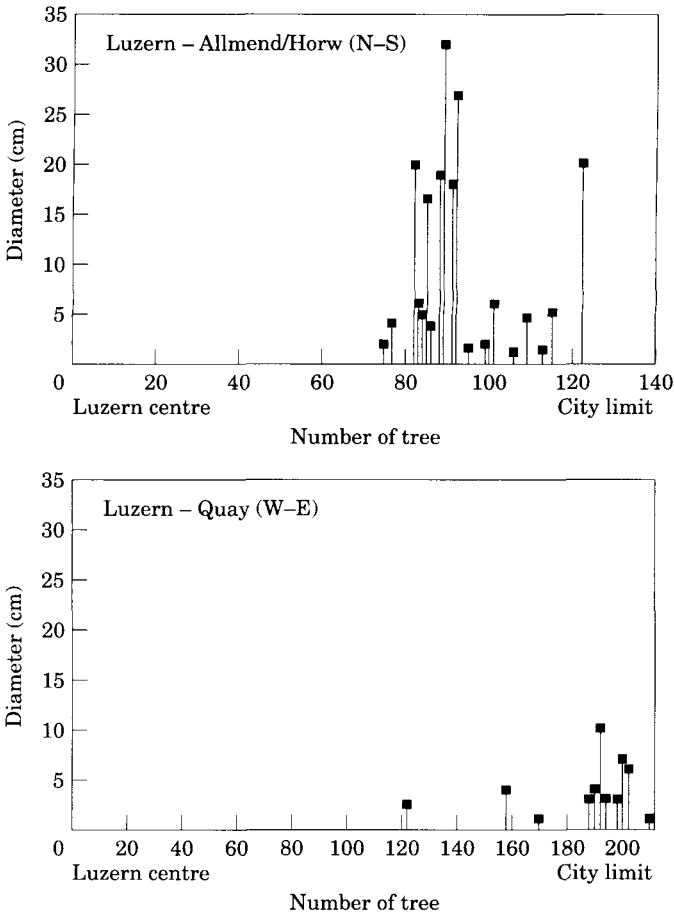 35
Luzern – Allmend/Horw (N–S)
30
25
20
15
10
5
Diameter (cm)
0 20 40 60 80 100 120 140
Luzern centre City limit
Number of tree
35
Luzern – Quay (W–E)
30
25
20
15
10
5
Diameter (cm)
0 20 40 60 80 100 120 140 160 180 200
Luzern centre City limit
Number of tree